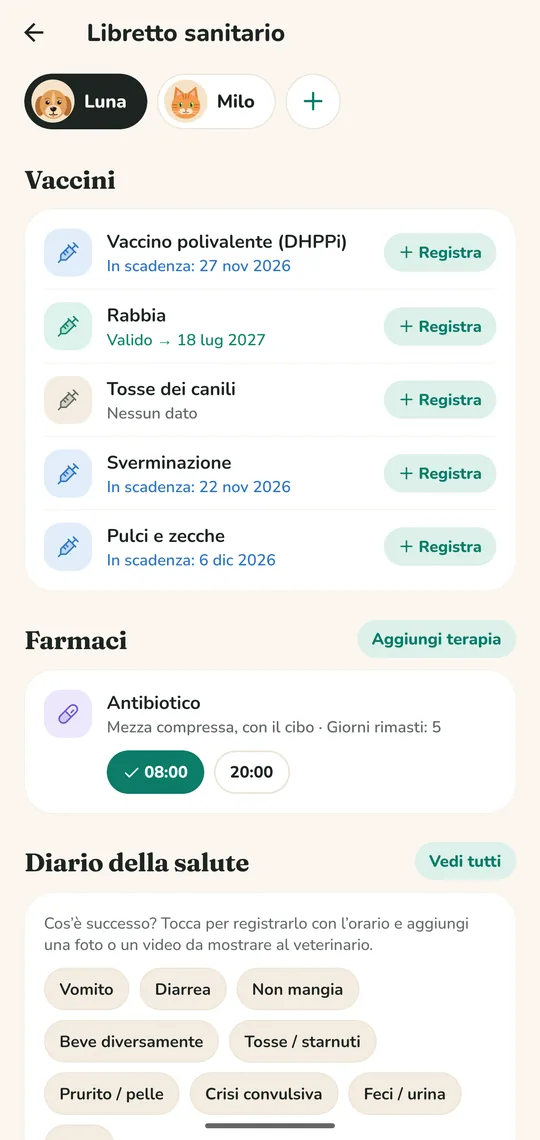 Libretto sanitario
Luna
Milo
Vaccini
Vaccino polivalente (DHPPi)
In scadenza: 27 nov 2026
+ Registra
Rabbia
Valido → 18 lug 2027
+ Registra
Tosse dei canili
Nessun dato
+ Registra
Sverminazione
In scadenza: 22 nov 2026
+ Registra
Pulci e zecche
In scadenza: 6 dic 2026
+ Registra
Farmaci
Aggiungi terapia
Antibiotico
Mezza compressa, con il cibo · Giorni rimasti: 5
✓ 08:00
20:00
Diario della salute
Vedi tutti
Cos’è successo? Tocca per registrarlo con l’orario e aggiungi
una foto o un video da mostrare al veterinario.
Vomito
Diarrea
Non mangia
Beve diversamente
Tosse / starnuti
Prurito / pelle
Crisi convulsiva
Feci / urina